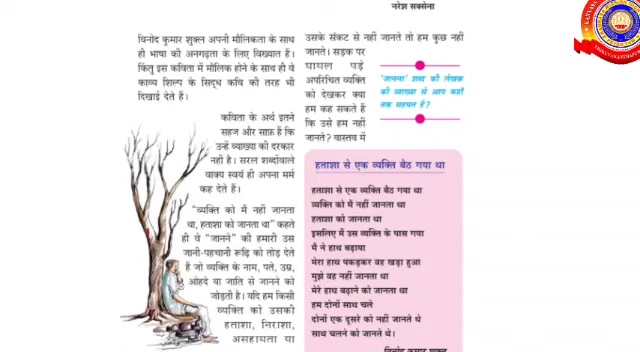 नरेश सक्सेना
विनोद कुमार शुक्ल अपनी मौलिकता के साथ
ही भाषा की अनगढ़ता के लिए विख्यात हैं।
किंतु इस कविता में मौलिक होने के साथ ही वे
काव्य शिल्प के सिद्ध कवि की तरह भी
दिखाई देते हैं।
कविता के अर्थ इतने
सहज और साफ़ हैं कि
उन्हें व्याख्या की दरकार
नहीं है। सरल शब्दोंवाले
वाक्य स्वयं ही अपना मर्म
कह देते हैं।
"व्यक्ति को मैं नहीं जानता
था, हताशा को जानता था" कहते
ही वे "जानने" की हमारी उस
जानी-पहचानी रूढ़ि को तोड़ देते
हैं जो व्यक्ति के नाम, पते, उम्र,
ओहदे या जाति से जानने को
जोड़ती है। यदि हम किसी
व्यक्ति को उसकी
हताशा, निराशा,
असहायता या
उसके संकट से नहीं जानते तो हम कुछ नहीं
जानते। सड़क पर
घायल पड़े
अपरिचित व्यक्ति
को देखकर क्या
हम कह सकते हैं
कि उसे हम नहीं
जानते? वास्तव में
'जानना' शब्द की लेखक
की व्याख्या से आप कहाँ
तक सहमत हैं?
हताशा से एक व्यक्ति बैठ गया था
हताशा से एक व्यक्ति बैठ गया था
व्यक्ति को मैं नहीं जानता था
हताशा को जानता था
इसलिए मैं उस व्यक्ति के पास गया
मैं ने हाथ बढ़ाया
मेरा हाथ पकड़कर वह खड़ा हुआ
मुझे वह नहीं जानता था
मेरे हाथ बढ़ाने को जानता था
हम दोनों साथ चले
दोनों एक दूसरे को नहीं जानते थे
साथ चलने को जानते थे।
विनोद कुमार शुक्ल